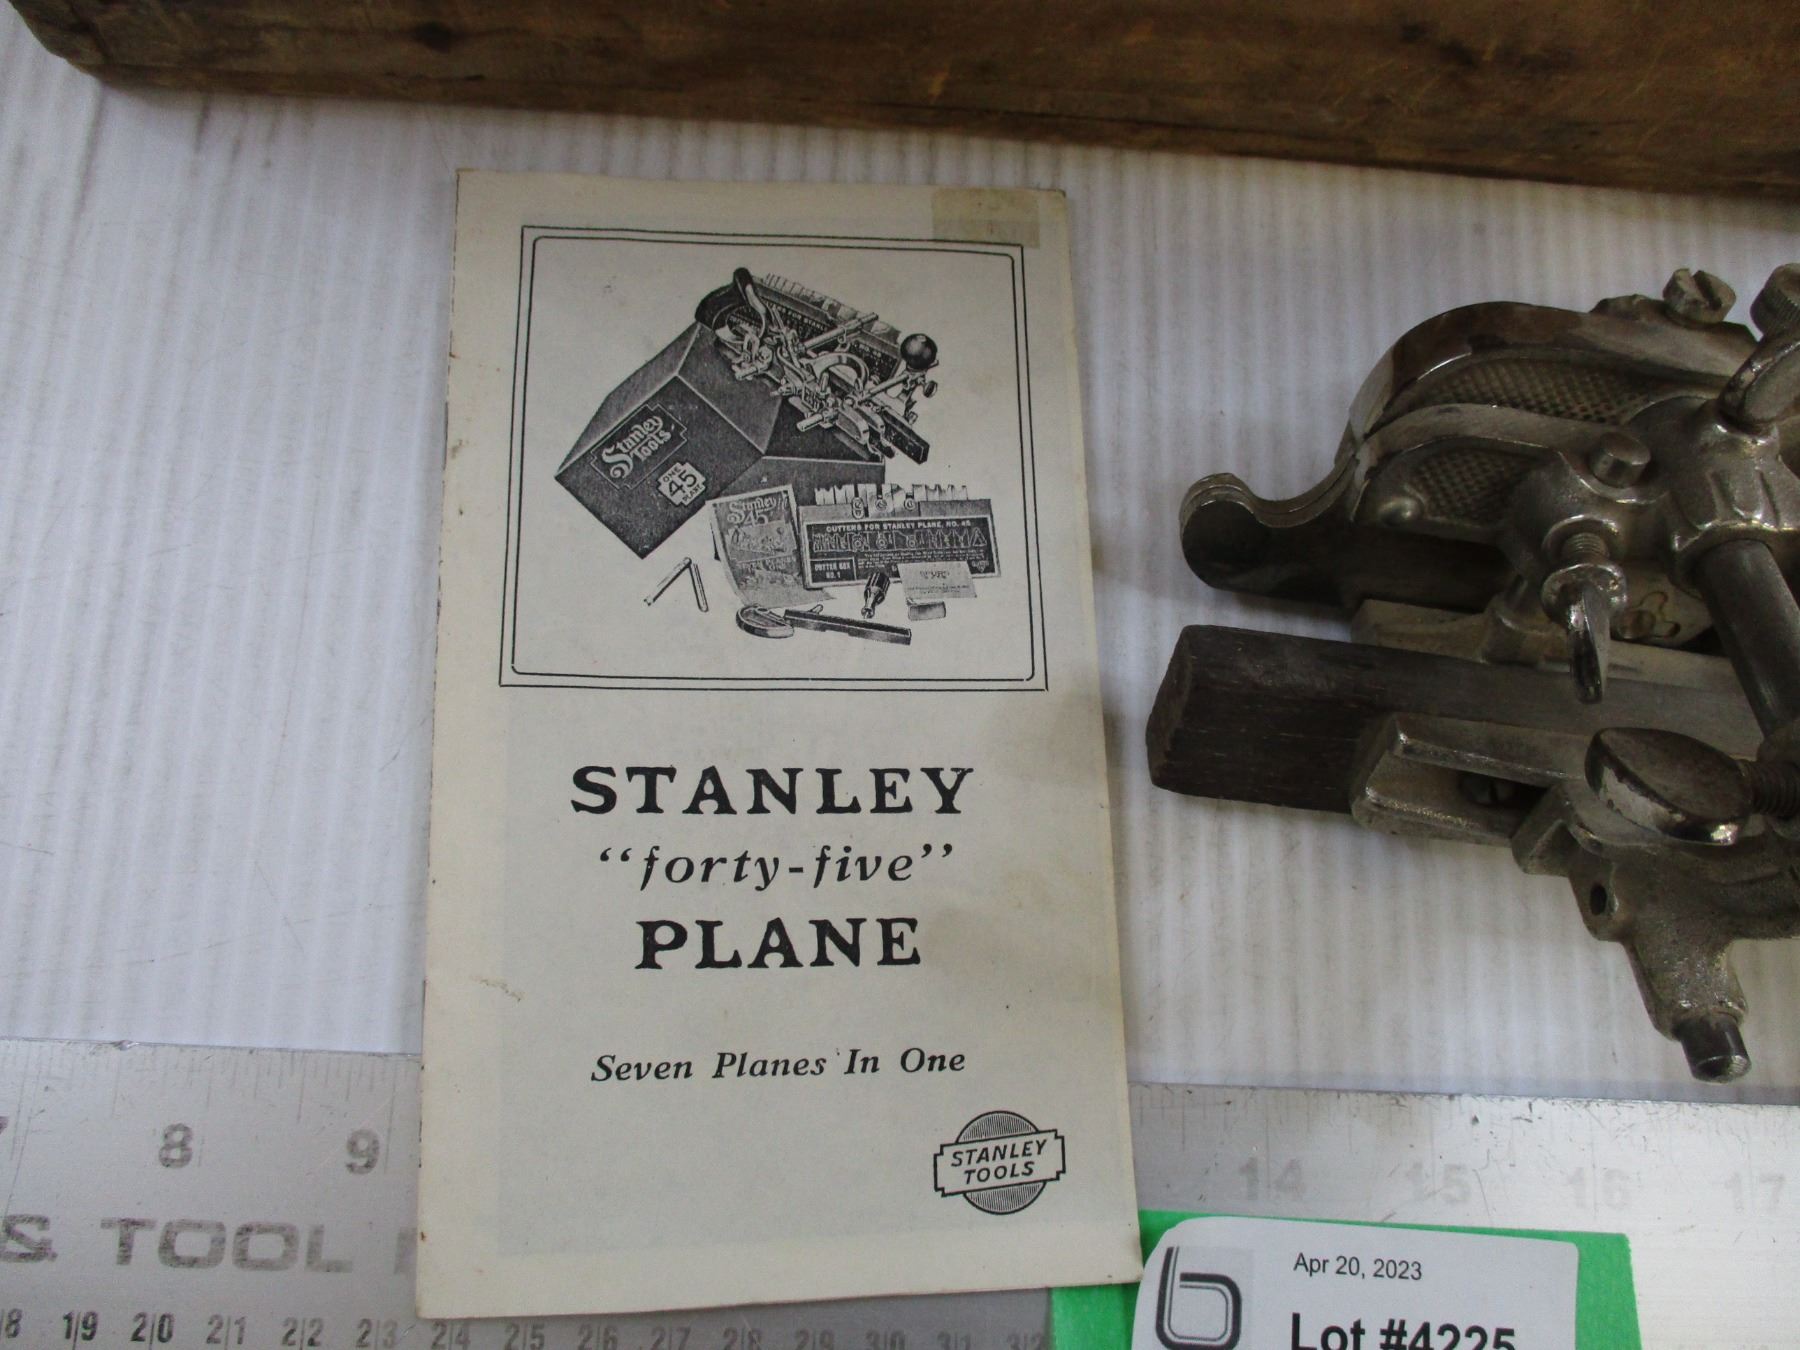 Stanley
Tools
ONE
45
PLANE
NO. 45
Stanley
45
CUTTERS FOR STANLEY PLANE, NO. 45
CUTTER BOX
NO. 1
STANLEY
"forty-five"
PLANE
Seven Planes In One
STANLEY
TOOLS
8 9 14 15 16 17
& TOOL
19 20 21 22 23 24 25 26 27 28 29 30 31 32
Apr 20, 2023
Lot #4225